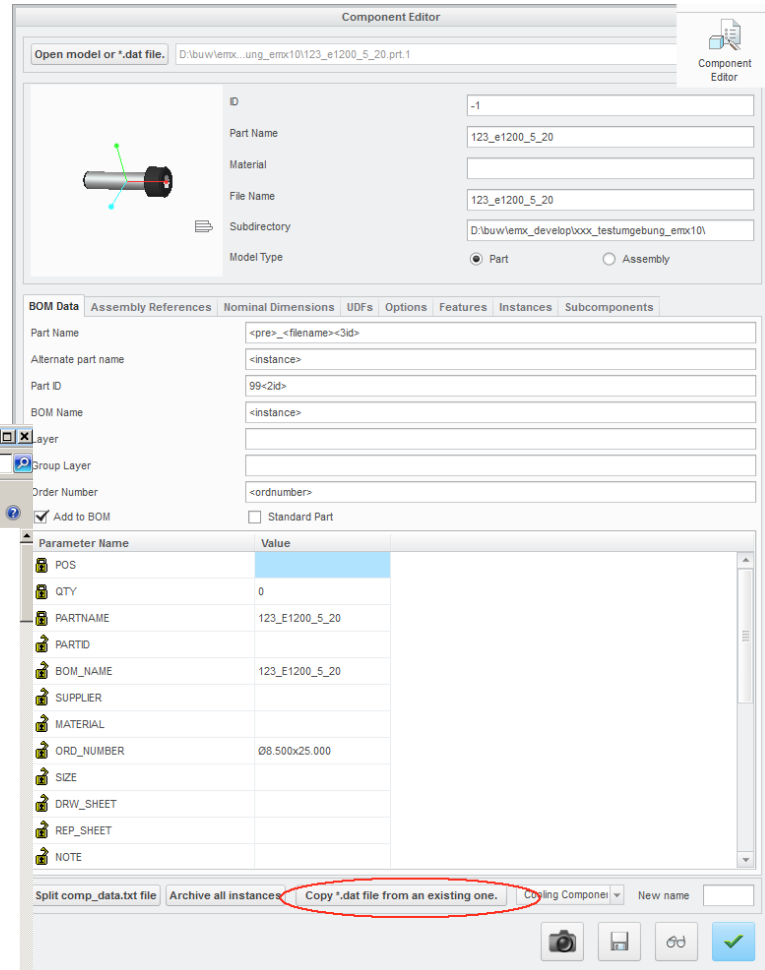 Component Editor
Component
Editor
Open model or *.dat file. D:\buw\emx...ung_emx10\123_e1200_5_20.prt.1
ID -1
Part Name 123_e1200_5_20
Material
File Name 123_e1200_5_20
Subdirectory D:\buw\emx_develop\xxx_testumgebung_emx10\
Model Type Part Assembly
BOM Data Assembly References Nominal Dimensions UDFs Options Features Instances Subcomponents
Part Name <pre>_<filename><3id>
Alternate part name <instance>
Part ID 99<2id>
BOM Name <instance>
Layer
Group Layer
Order Number <ordnumber>
Add to BOM Standard Part
Parameter Name Value
POS
QTY 0
PARTNAME 123_E1200_5_20
PARTID
BOM_NAME 123_E1200_5_20
SUPPLIER
MATERIAL
ORD_NUMBER Ø8.500x25.000
SIZE
DRW_SHEET
REP_SHEET
NOTE
Split comp_data.txt file Archive all instances Copy *.dat file from an existing one. Cooling Componer New name